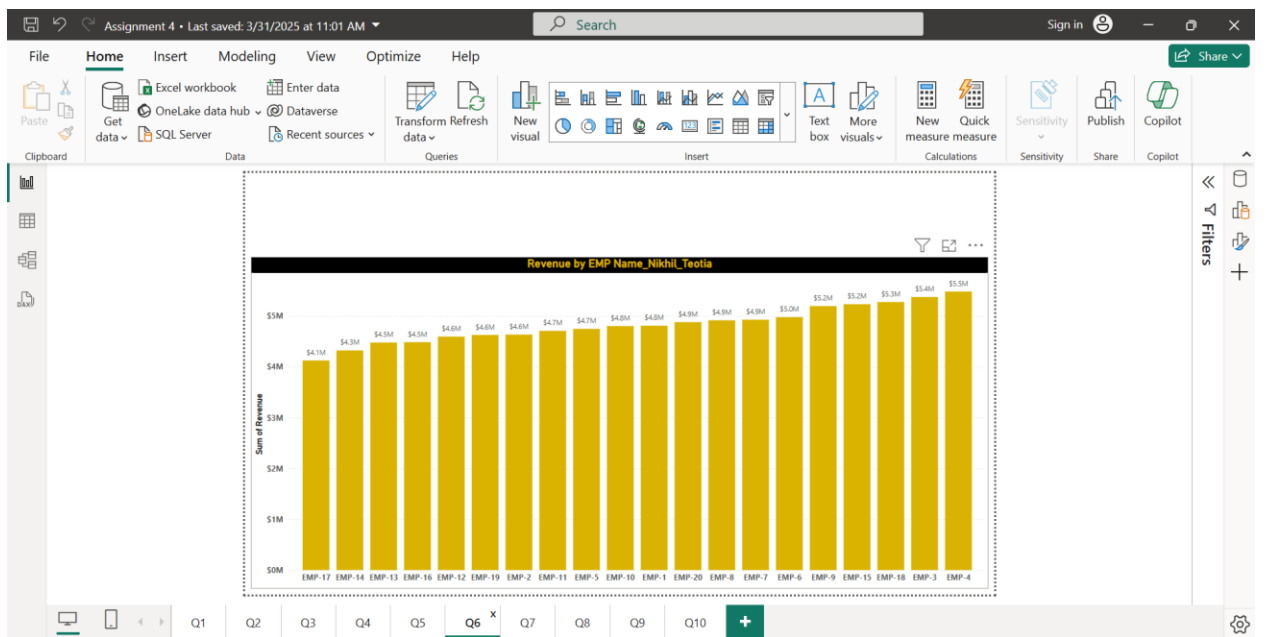 Assignment 4 • Last saved: 3/31/2025 at 11:01 AM
Search
Sign in
File Home Insert Modeling View Optimize Help
Share
Paste
Get data
Excel workbook
OneLake data hub
SQL Server
Enter data
Dataverse
Recent sources
Transform data
Refresh
New visual
123
A
Text box
More visuals
New measure
Quick measure
Sensitivity
Publish
Copilot
Clipboard
Data
Queries
Insert
Calculations
Sensitivity
Share
Copilot
Filters
Revenue by EMP Name_Nikhil_Teotia
Sum of Revenue
$5M
$4M
$3M
$2M
$1M
$0M
$4.1M $4.3M $4.5M $4.5M $4.6M $4.6M $4.6M $4.7M $4.7M $4.8M $4.8M $4.9M $4.9M $4.9M $5.0M $5.2M $5.2M $5.3M $5.4M $5.5M
EMP-17 EMP-14 EMP-13 EMP-16 EMP-12 EMP-19 EMP-2 EMP-11 EMP-5 EMP-10 EMP-1 EMP-20 EMP-8 EMP-7 EMP-6 EMP-9 EMP-15 EMP-18 EMP-3 EMP-4
Q1 Q2 Q3 Q4 Q5 Q6 x Q7 Q8 Q9 Q10 +